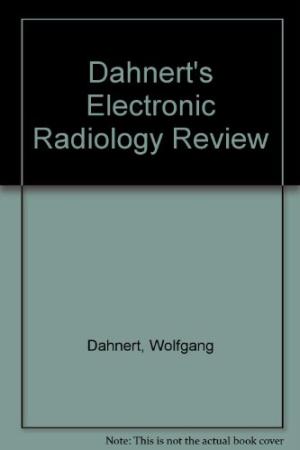 Dahnert's
Electronic
Radiology Review
Dahnert, Wolfgang
Note: This is not the actual book cover